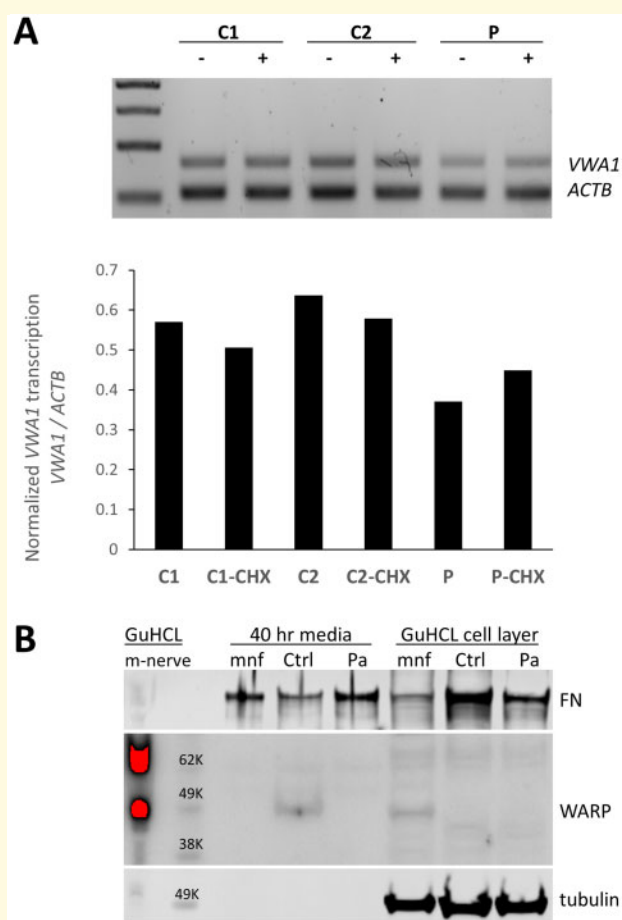 A
C1 C2 P
- + - + - +
VWA1
ACTB
Normalized VWA1 transcription
VWA1 / ACTB
0.7
0.6
0.5
0.4
0.3
0.2
0.1
0
C1 C1-CHX C2 C2-CHX P P-CHX
B
GuHCL 40 hr media GuHCL cell layer
m-nerve mnf Ctrl Pa mnf Ctrl Pa
FN
62K
49K
WARP
38K
49K
tubulin